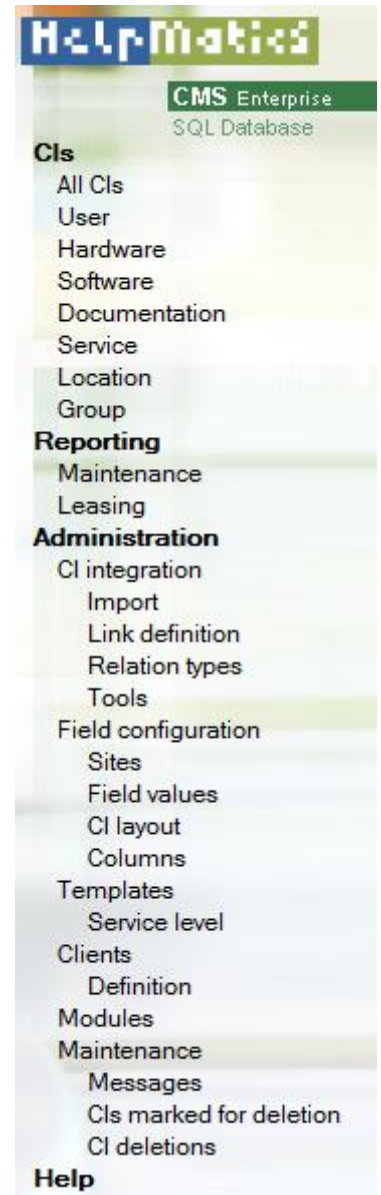 HelpMatics
CMS Enterprise
SQL Database
CIs
All CIs
User
Hardware
Software
Documentation
Service
Location
Group
Reporting
Maintenance
Leasing
Administration
CI integration
Import
Link definition
Relation types
Tools
Field configuration
Sites
Field values
CI layout
Columns
Templates
Service level
Clients
Definition
Modules
Maintenance
Messages
CIs marked for deletion
CI deletions
Help